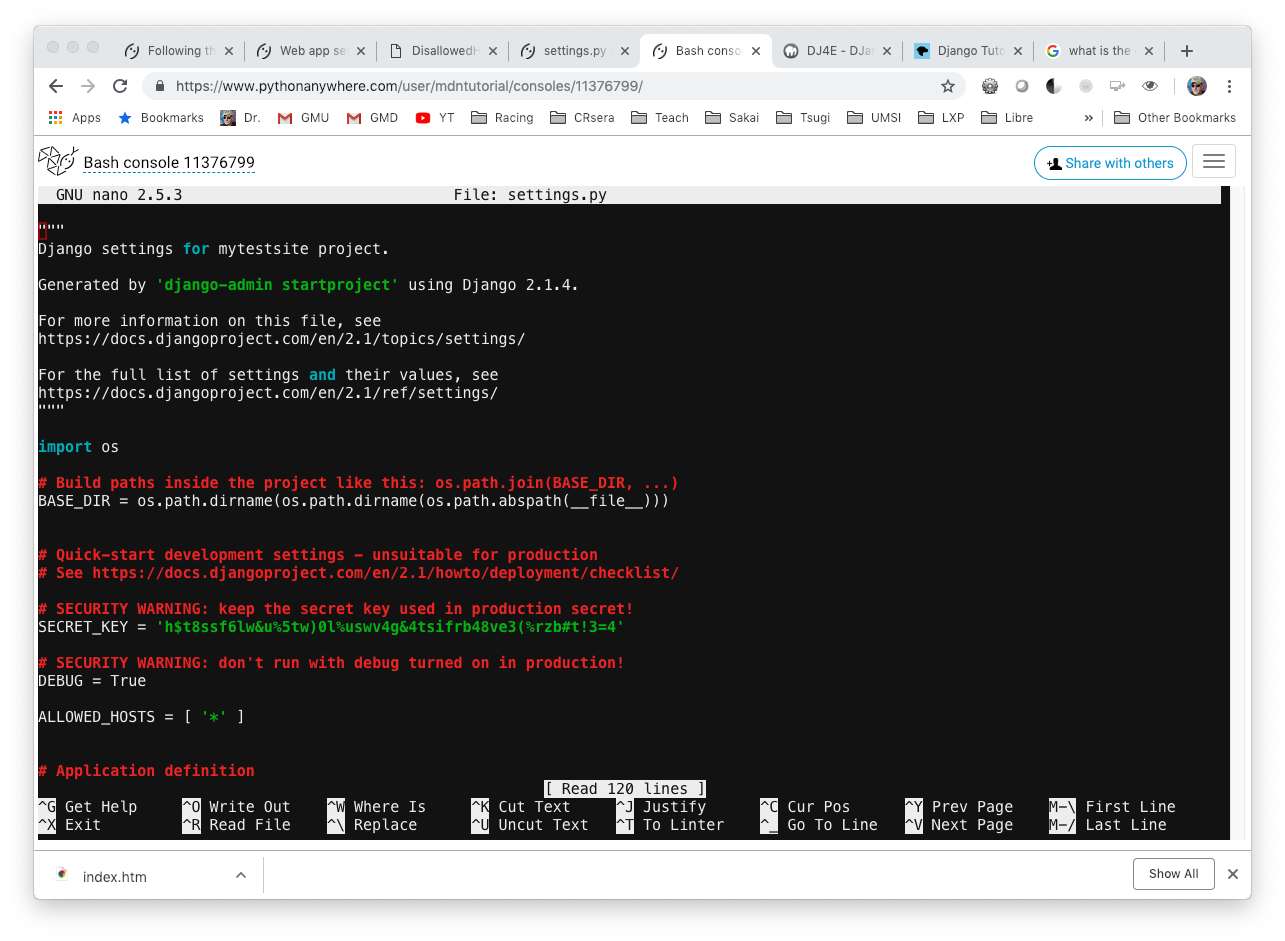 Following th
Web app se
DisallowedH
settings.py
Bash conso
DJ4E - DJa
Django Tuto
what is the
https://www.pythonanywhere.com/user/mdntutorial/consoles/11376799/
Apps Bookmarks Dr. GMU GMD YT Racing CRsera Teach Sakai Tsugi UMSI LXP Libre » Other Bookmarks
Bash console 11376799
Share with others
GNU nano 2.5.3 File: settings.py
"""
Django settings for mytestsite project.
Generated by 'django-admin startproject' using Django 2.1.4.
For more information on this file, see
https://docs.djangoproject.com/en/2.1/topics/settings/
For the full list of settings and their values, see
https://docs.djangoproject.com/en/2.1/ref/settings/
"""
import os
# Build paths inside the project like this: os.path.join(BASE_DIR, ...)
BASE_DIR = os.path.dirname(os.path.dirname(os.path.abspath(__file__)))
# Quick-start development settings - unsuitable for production
# See https://docs.djangoproject.com/en/2.1/howto/deployment/checklist/
# SECURITY WARNING: keep the secret key used in production secret!
SECRET_KEY = 'h$t8ssf6lw&u%5tw)0l%uswv4g&4tsifrb48ve3(%rzb#t!3=4'
# SECURITY WARNING: don't run with debug turned on in production!
DEBUG = True
ALLOWED_HOSTS = [ '*' ]
# Application definition
[ Read 120 lines ]
^G Get Help ^O Write Out ^W Where Is ^K Cut Text ^J Justify ^C Cur Pos ^Y Prev Page M-\ First Line
^X Exit ^R Read File ^\ Replace ^U Uncut Text ^T To Linter ^_ Go To Line ^V Next Page M-/ Last Line
index.htm
Show All